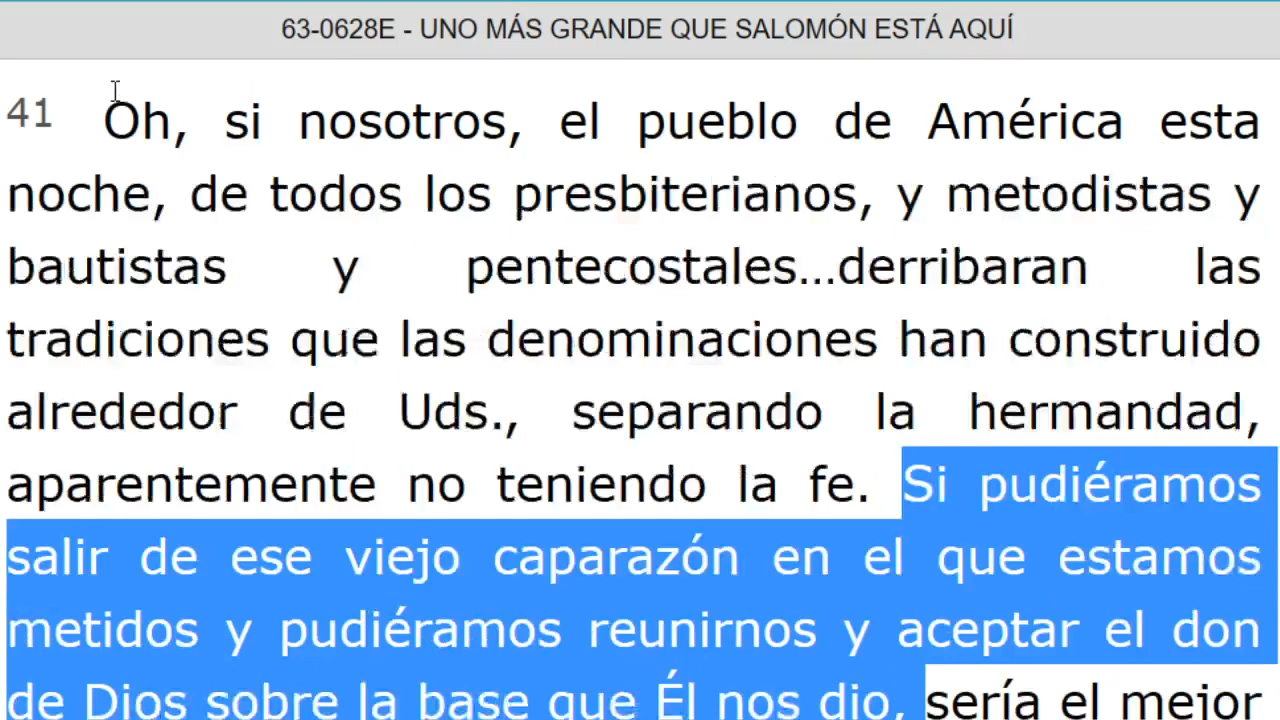 63-0628E - UNO MÁS GRANDE QUE SALOMÓN ESTÁ AQUÍ
41 Oh, si nosotros, el pueblo de América esta
noche, de todos los presbiterianos, y metodistas y
bautistas y pentecostales...derribaran las
tradiciones que las denominaciones han construido
alrededor de Uds., separando la hermandad,
aparentemente no teniendo la fe. Si pudiéramos
salir de ese viejo caparazón en el que estamos
metidos y pudiéramos reunirnos y aceptar el don
de Dios sobre la base que Él nos dio, sería el mejor